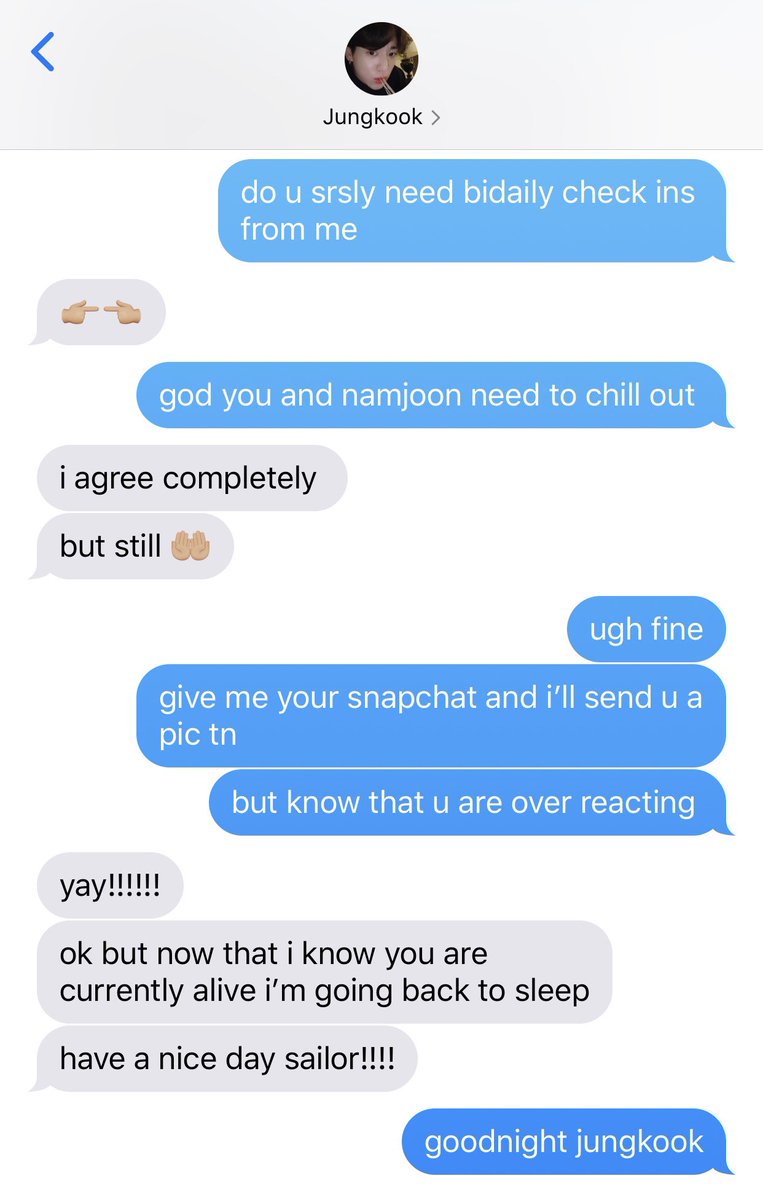 Jungkook
do u srsly need bidaily check ins
from me
👉🏼👈🏼
god you and namjoon need to chill out
i agree completely
but still 🤲🏼
ugh fine
give me your snapchat and i’ll send u a
pic tn
but know that u are over reacting
yay!!!!!!
ok but now that i know you are
currently alive i’m going back to sleep
have a nice day sailor!!!!
goodnight jungkook